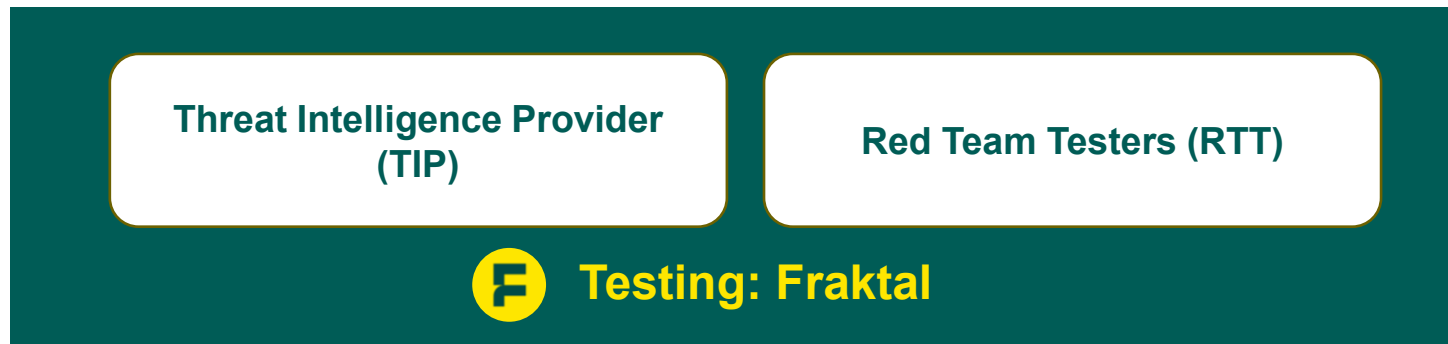 Threat Intelligence Provider
(TIP)
Red Team Testers (RTT)
F Testing: Fraktal